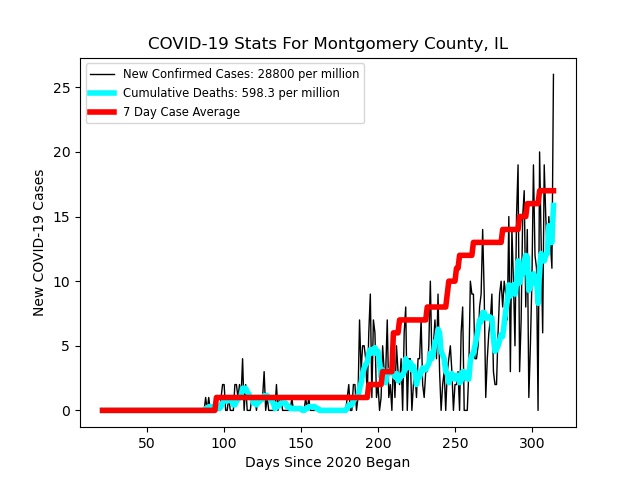 COVID-19 Stats For Montgomery County, IL
New Confirmed Cases: 28800 per million
Cumulative Deaths: 598.3 per million
7 Day Case Average
New COVID-19 Cases
25
20
15
10
5
0
50
100
150
200
250
300
Days Since 2020 Began